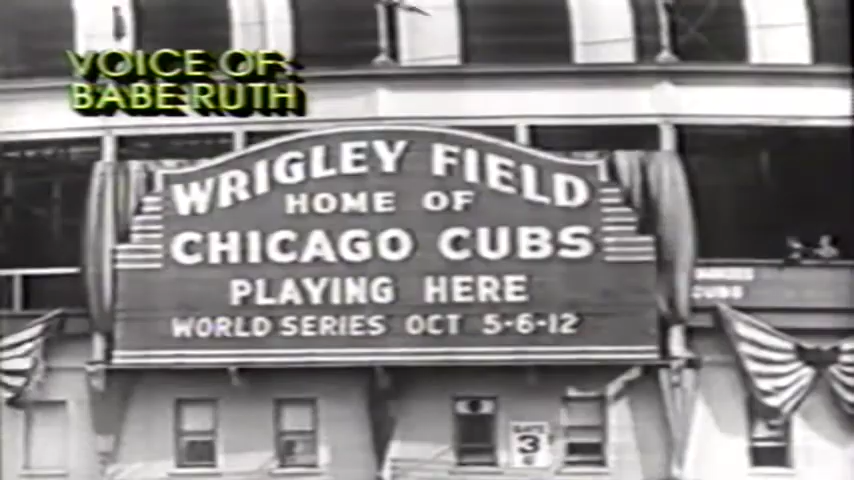 VOICE OF
BABE RUTH
WRIGLEY FIELD
HOME OF
CHICAGO CUBS
PLAYING HERE
WORLD SERIES OCT 5-6-12
CUBS
3